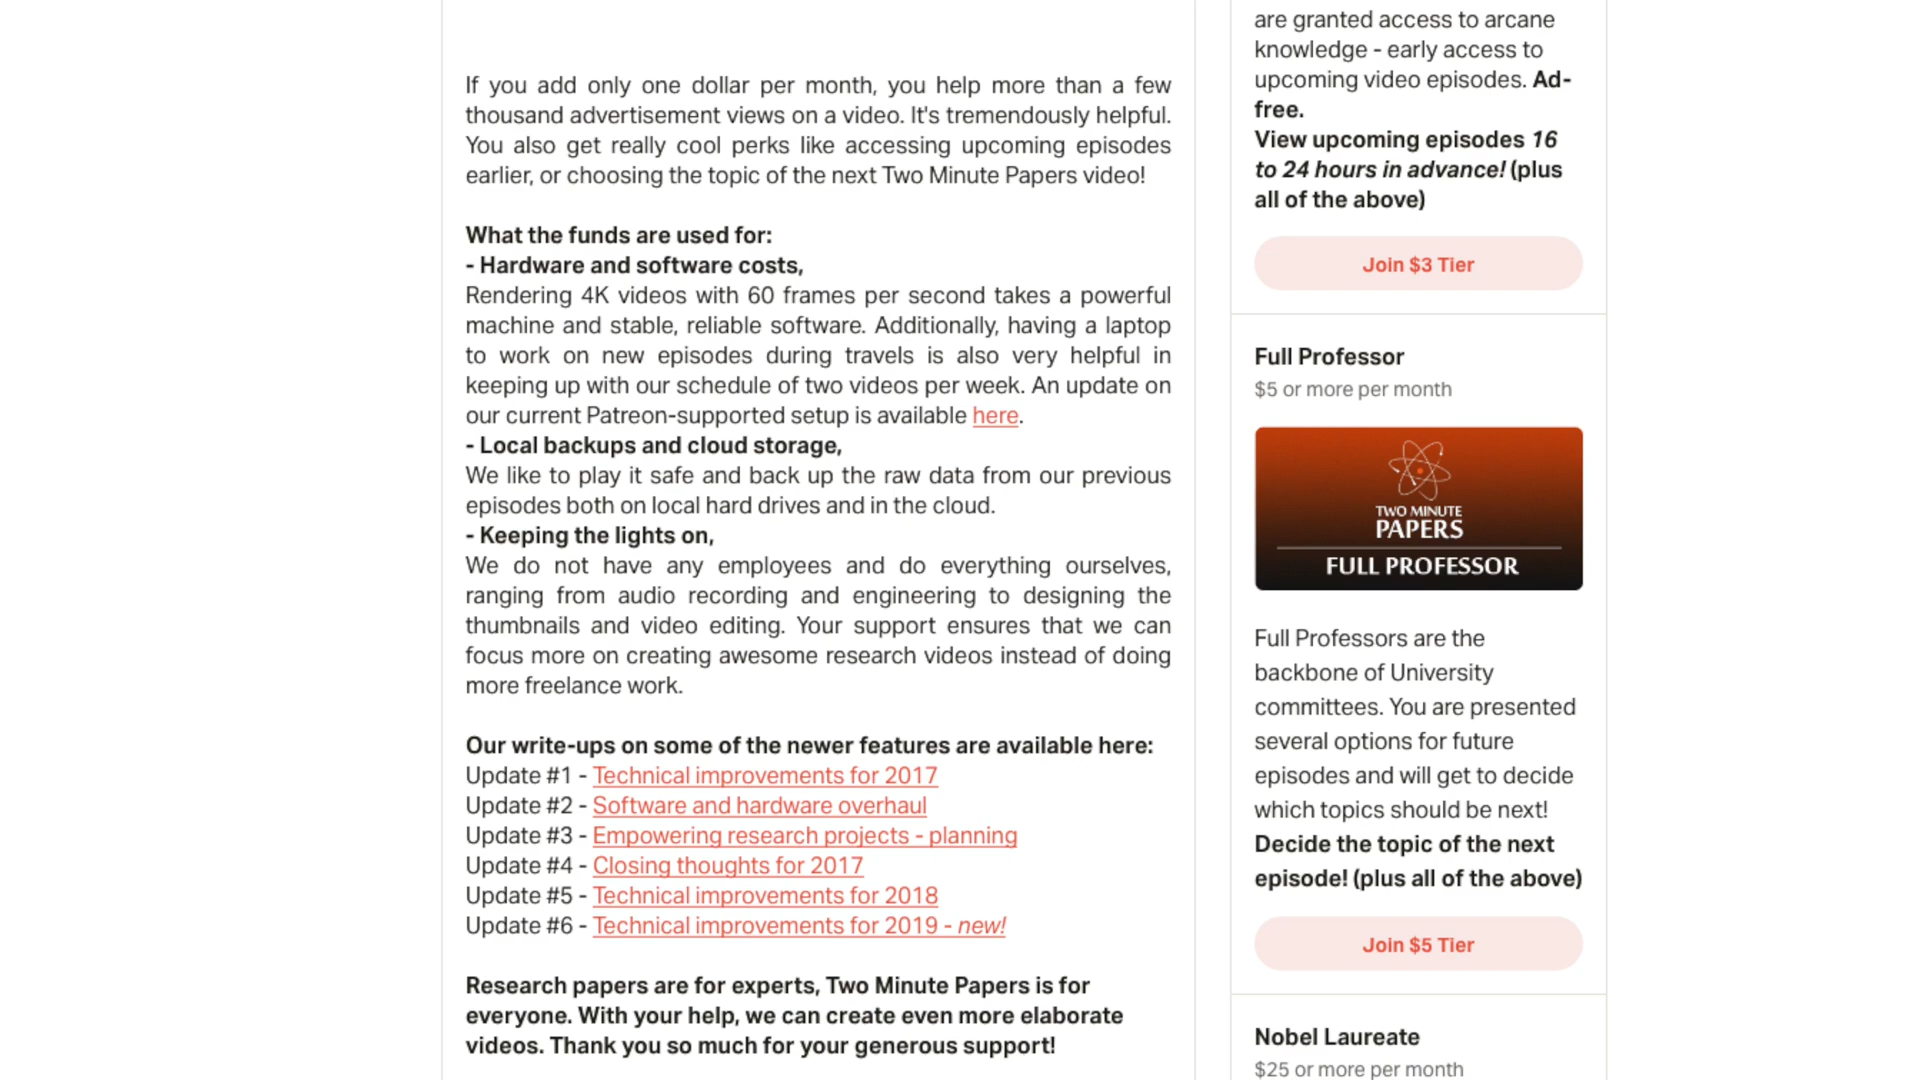 If you add only one dollar per month, you help more than a few
thousand advertisement views on a video. It's tremendously helpful.
You also get really cool perks like accessing upcoming episodes
earlier, or choosing the topic of the next Two Minute Papers video!
What the funds are used for:
- Hardware and software costs,
Rendering 4K videos with 60 frames per second takes a powerful
machine and stable, reliable software. Additionally, having a laptop
to work on new episodes during travels is also very helpful in
keeping up with our schedule of two videos per week. An update on
our current Patreon-supported setup is available here.
- Local backups and cloud storage,
We like to play it safe and back up the raw data from our previous
episodes both on local hard drives and in the cloud.
- Keeping the lights on,
We do not have any employees and do everything ourselves,
ranging from audio recording and engineering to designing the
thumbnails and video editing. Your support ensures that we can
focus more on creating awesome research videos instead of doing
more freelance work.
Our write-ups on some of the newer features are available here:
Update #1 - Technical improvements for 2017
Update #2 - Software and hardware overhaul
Update #3 - Empowering research projects - planning
Update #4 - Closing thoughts for 2017
Update #5 - Technical improvements for 2018
Update #6 - Technical improvements for 2019 - new!
Research papers are for experts, Two Minute Papers is for
everyone. With your help, we can create even more elaborate
videos. Thank you so much for your generous support!
are granted access to arcane
knowledge - early access to
upcoming video episodes. Ad-
free.
View upcoming episodes 16
to 24 hours in advance! (plus
all of the above)
Join $3 Tier
Full Professor
$5 or more per month
TWO MINUTE
PAPERS
FULL PROFESSOR
Full Professors are the
backbone of University
committees. You are presented
several options for future
episodes and will get to decide
which topics should be next!
Decide the topic of the next
episode! (plus all of the above)
Join $5 Tier
Nobel Laureate
$25 or more per month